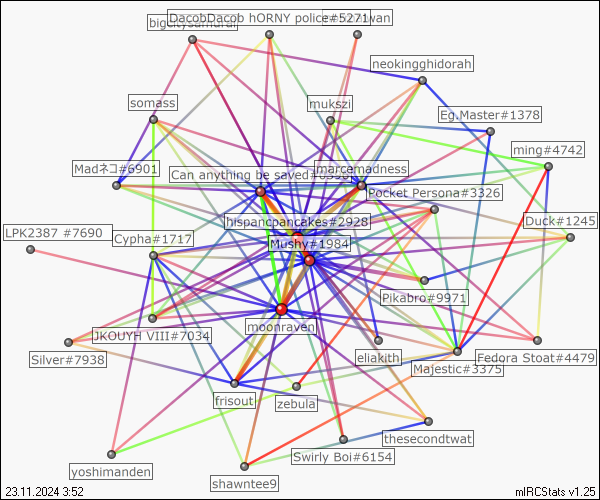 DacobDacob hORNY police#5271
bigcitysamurai
neokingghidorah
somass
mukszi
Eg.Master#1378
ming#4742
Madネコ#6901
Can anything be saved
marcemadness
Pocket Persona#3326
hispancpancakes#2928
Duck#1245
LPK2387 #7690
Cypha#1717
Mushy#1984
Pikabro#9971
moonraven
JKOUYH VIII#7034
Silver#7938
eliakith
Majestic#3375
Fedora Stoat#4479
frisout
zebula
thesecondtwat
Swirly Boi#6154
yoshimanden
shawntee9
23.11.2024 3:52
mIRCStats v1.25